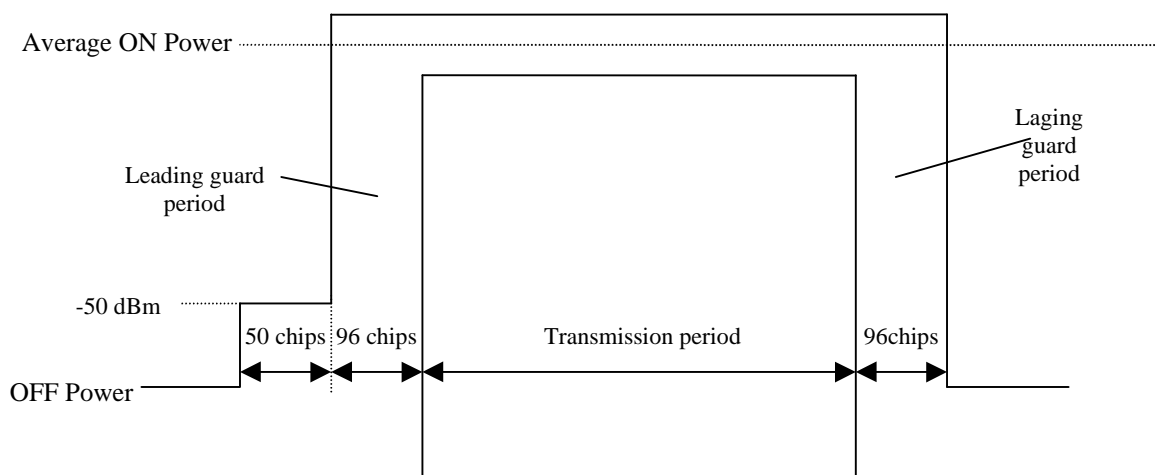 Average ON Power
Laging
guard
period
Leading guard
period
-50 dBm
50 chips
96 chips
Transmission period
96chips
OFF Power